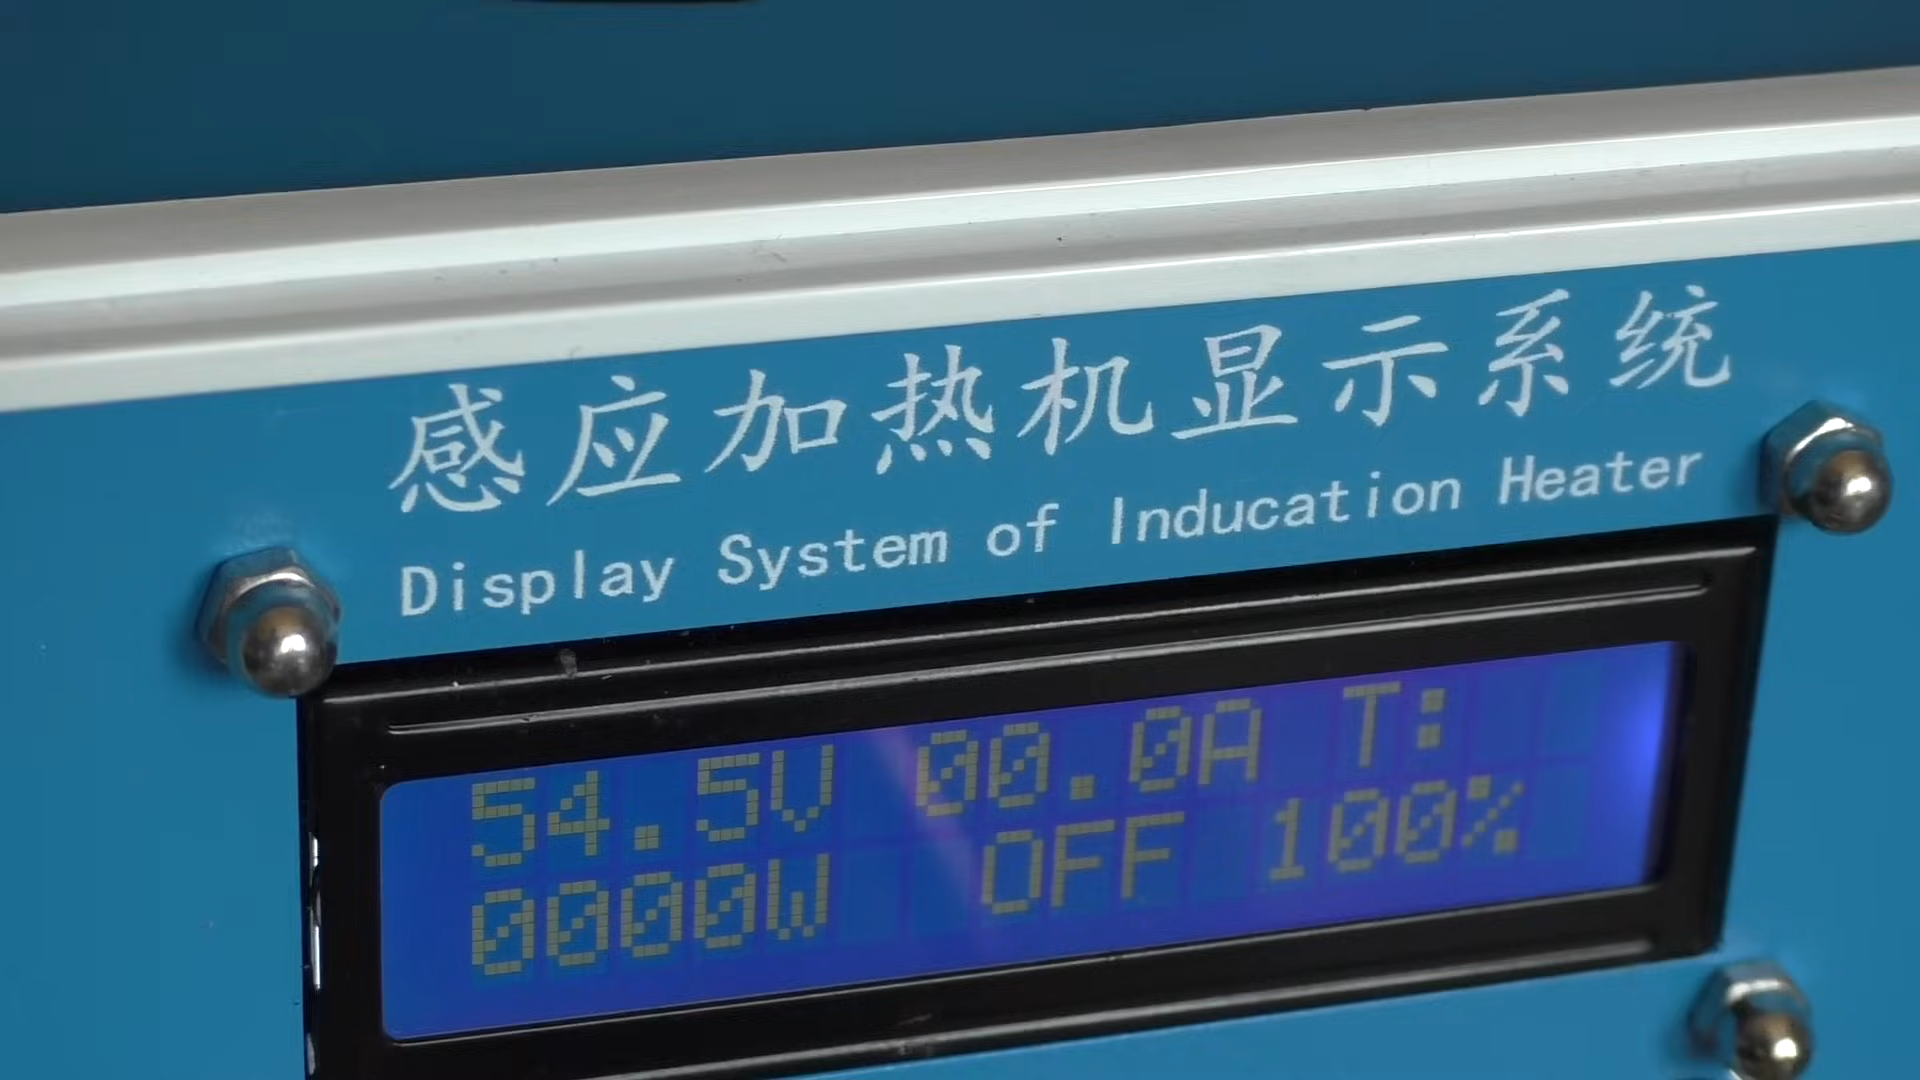 感应加热机显示系统
Display System of Inducation Heater
54.5V 00.0A T:
0000W OFF 100%